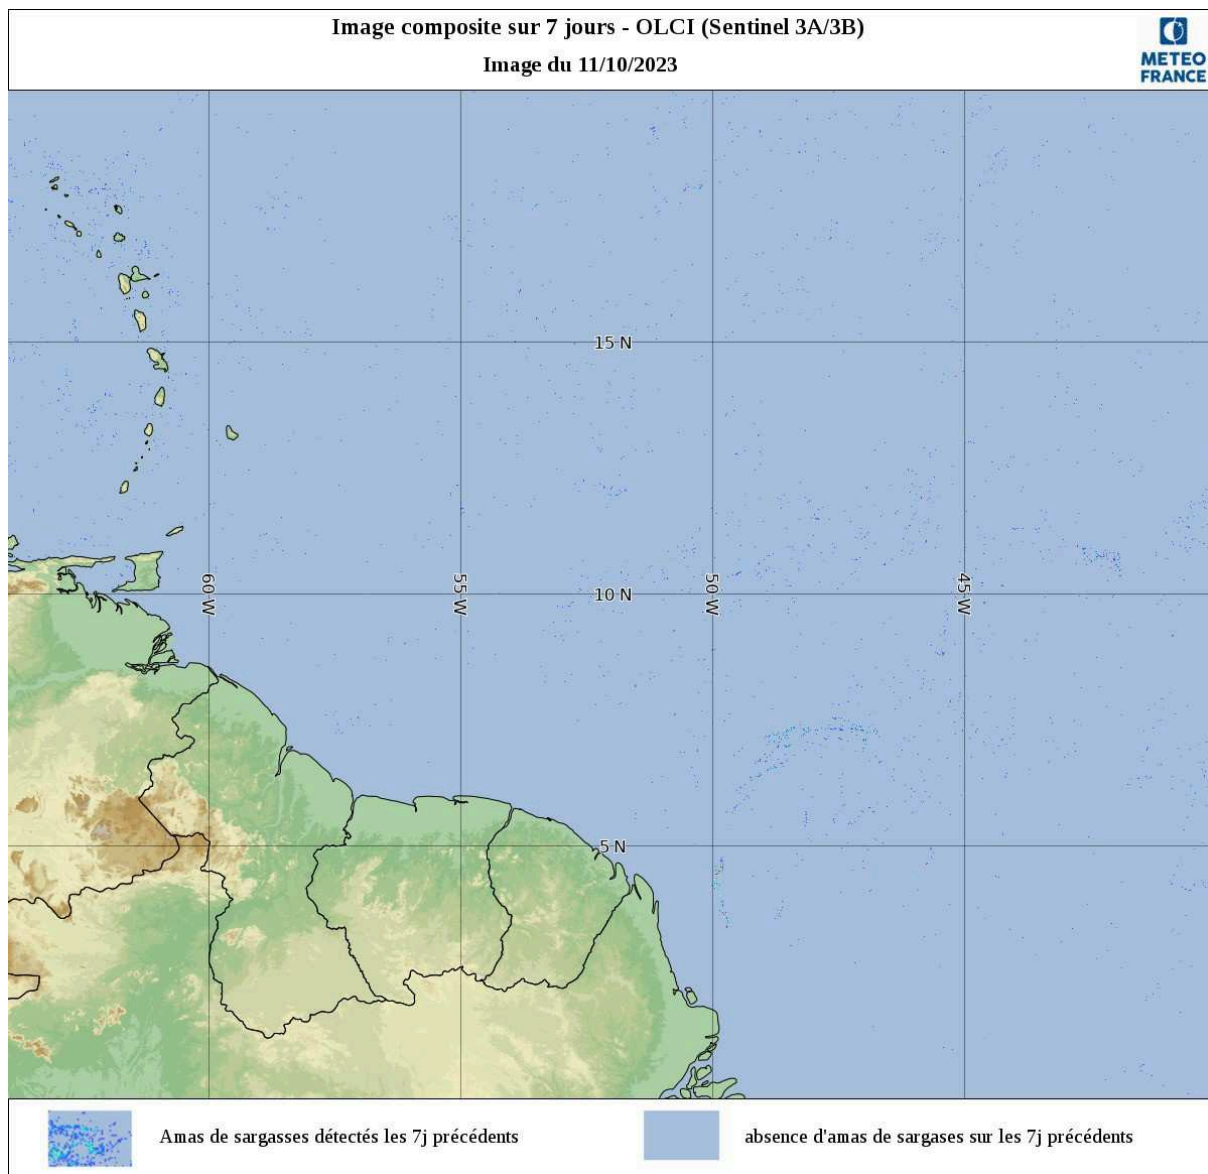 Image composite sur 7 jours - OLCI (Sentinel 3A/3B)
Image du 11/10/2023
METEO
FRANCE
15 N
60 W
55 W
10 N
50 W
45 W
5 N
Amas de sargasses détectés les 7j précédents
absence d'amas de sargases sur les 7j précédents